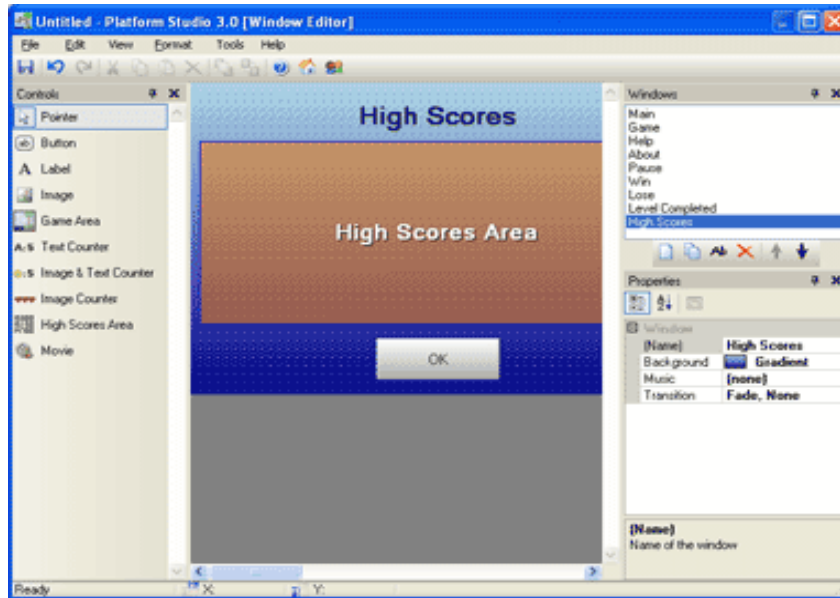 Untitled - Platform Studio 3.0 [Window Editor]
File Edit View Format Tools Help
Controls
Pointer
Button
A Label
Image
Game Area
Text Counter
Image & Text Counter
Image Counter
High Scores Area
Movie
High Scores
High Scores Area
OK
Windows
Main
Game
Help
About
Pause
Win
Lose
Level Completed
High Scores
Ab
Properties
Window
(Name) High Scores
Background Gradient
Music (none)
Transition Fade, None
(Name)
Name of the window
Ready X: Y: